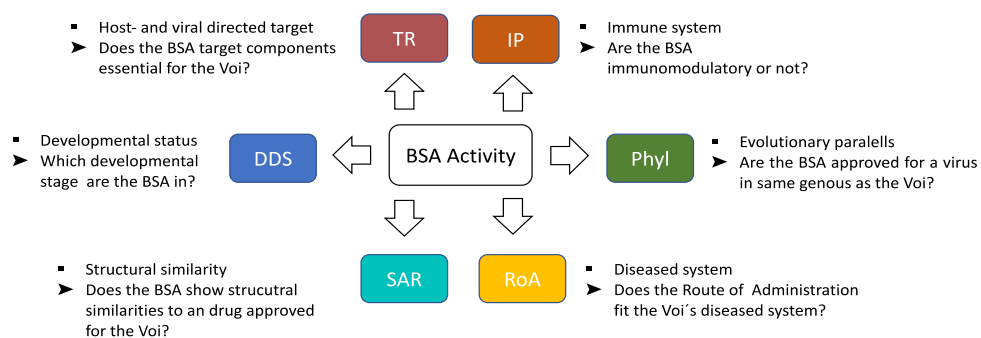 Host- and viral directed target
Does the BSA target components
essential for the Voi?
TR
IP
Immune system
Are the BSA
immunomodulatory or not?
Developmental status
Which developmental
stage are the BSA in?
DDS
BSA Activity
Phyl
Evolutionary paralells
Are the BSA approved for a virus
in same genous as the Voi?
Structural similarity
Does the BSA show strucutral
similarities to an drug approved
for the Voi?
SAR
RoA
Diseased system
Does the Route of Administration
fit the Voi´s diseased system?